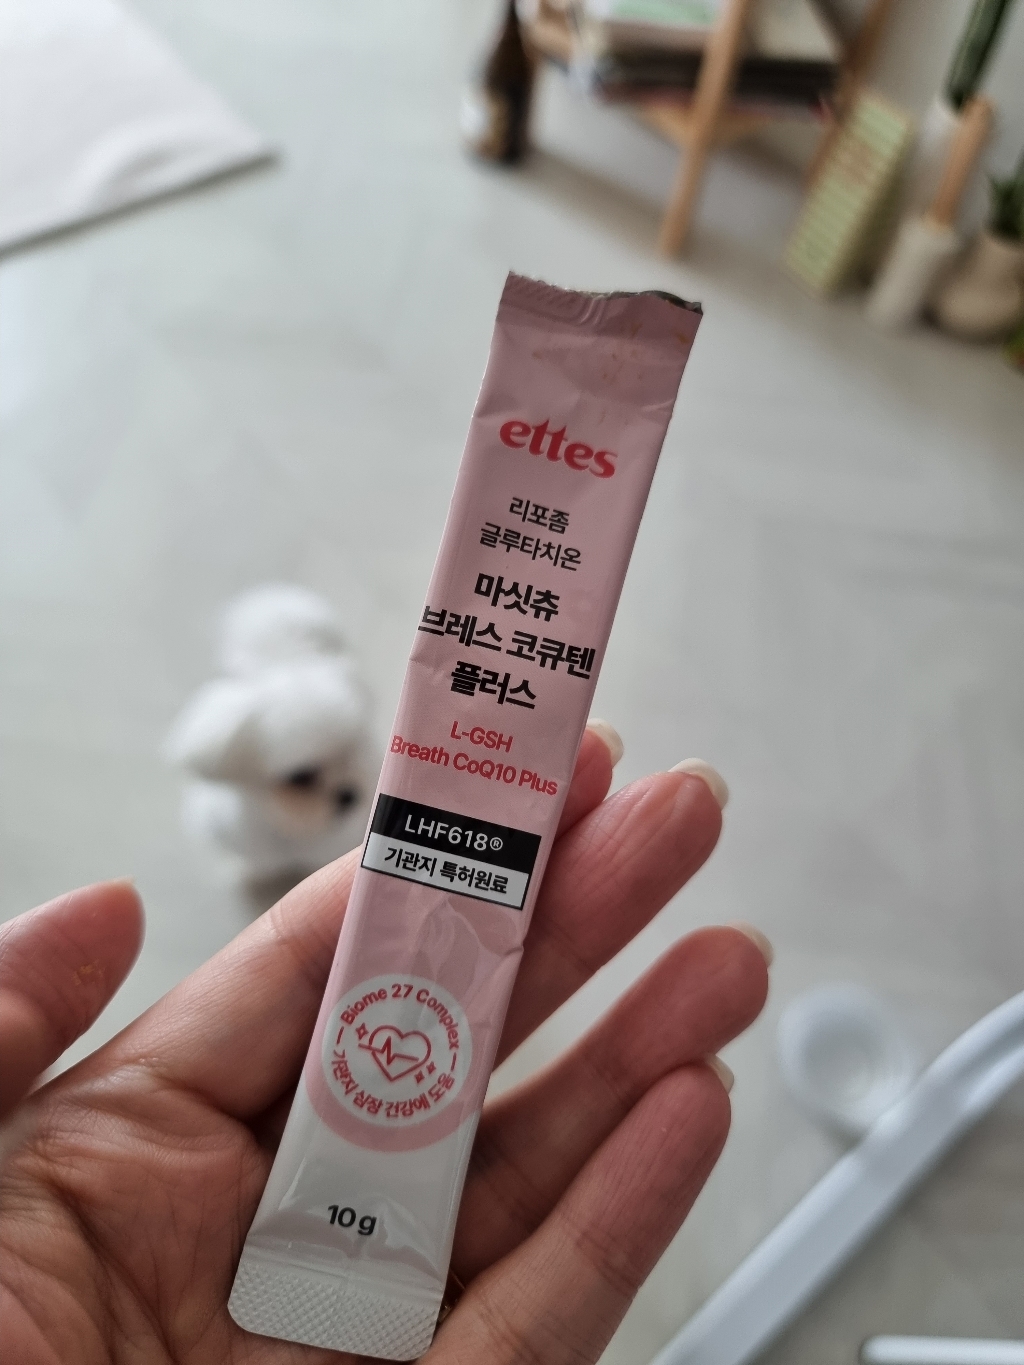 ettes
리포좀
글루타치온
마싯츄
브레스 코큐텐
플러스
L-GSH
Breath CoQ10 Plus
LHF618®
기관지 특허원료
Biome 27 Complex
기관지 심장 건강에 도움
10g